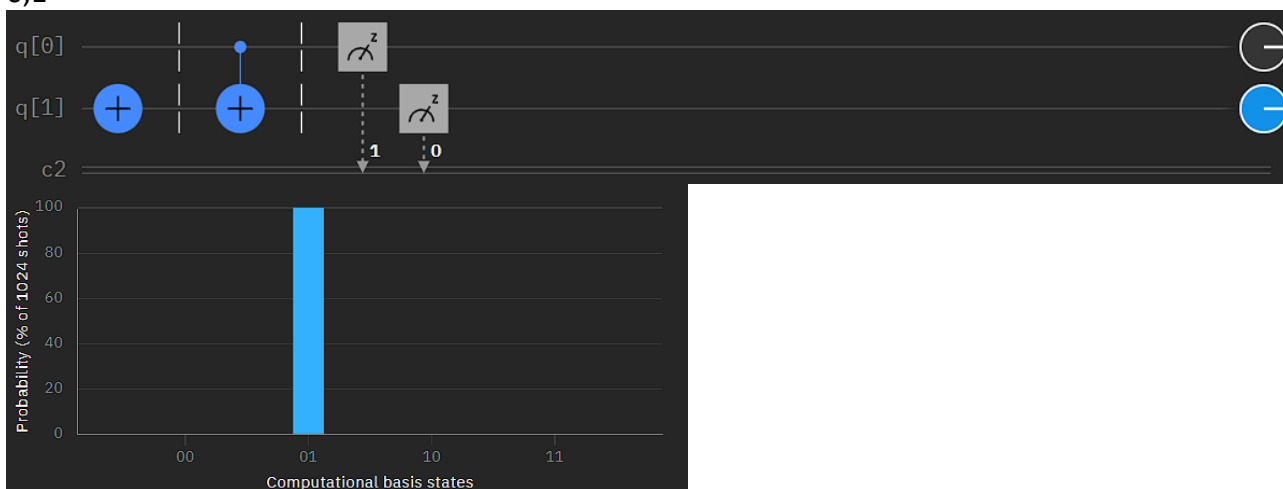 q[0]
z
q[1]
z
1
0
c2
Probability (% of 1024 shots)
100
80
60
40
20
0
00
01
10
11
Computational basis states